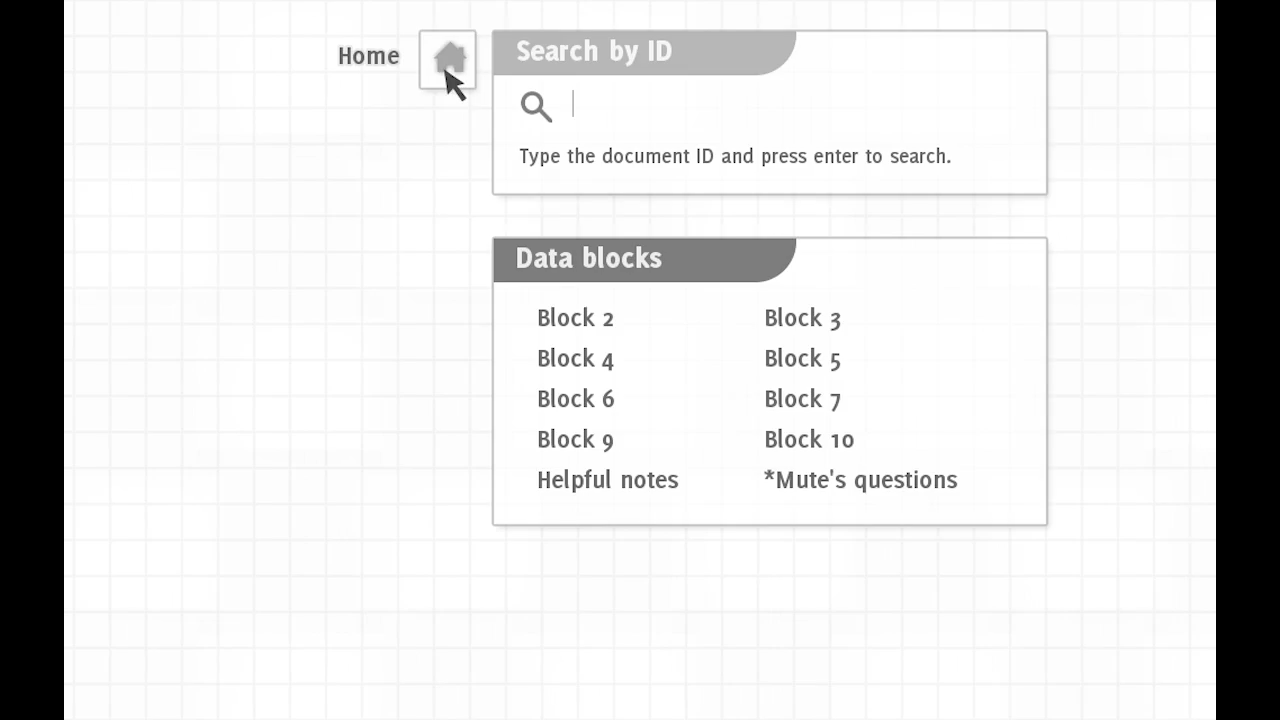 Home
Search by ID
Type the document ID and press enter to search.
Data blocks
Block 2
Block 3
Block 4
Block 5
Block 6
Block 7
Block 9
Block 10
Helpful notes
*Mute's questions